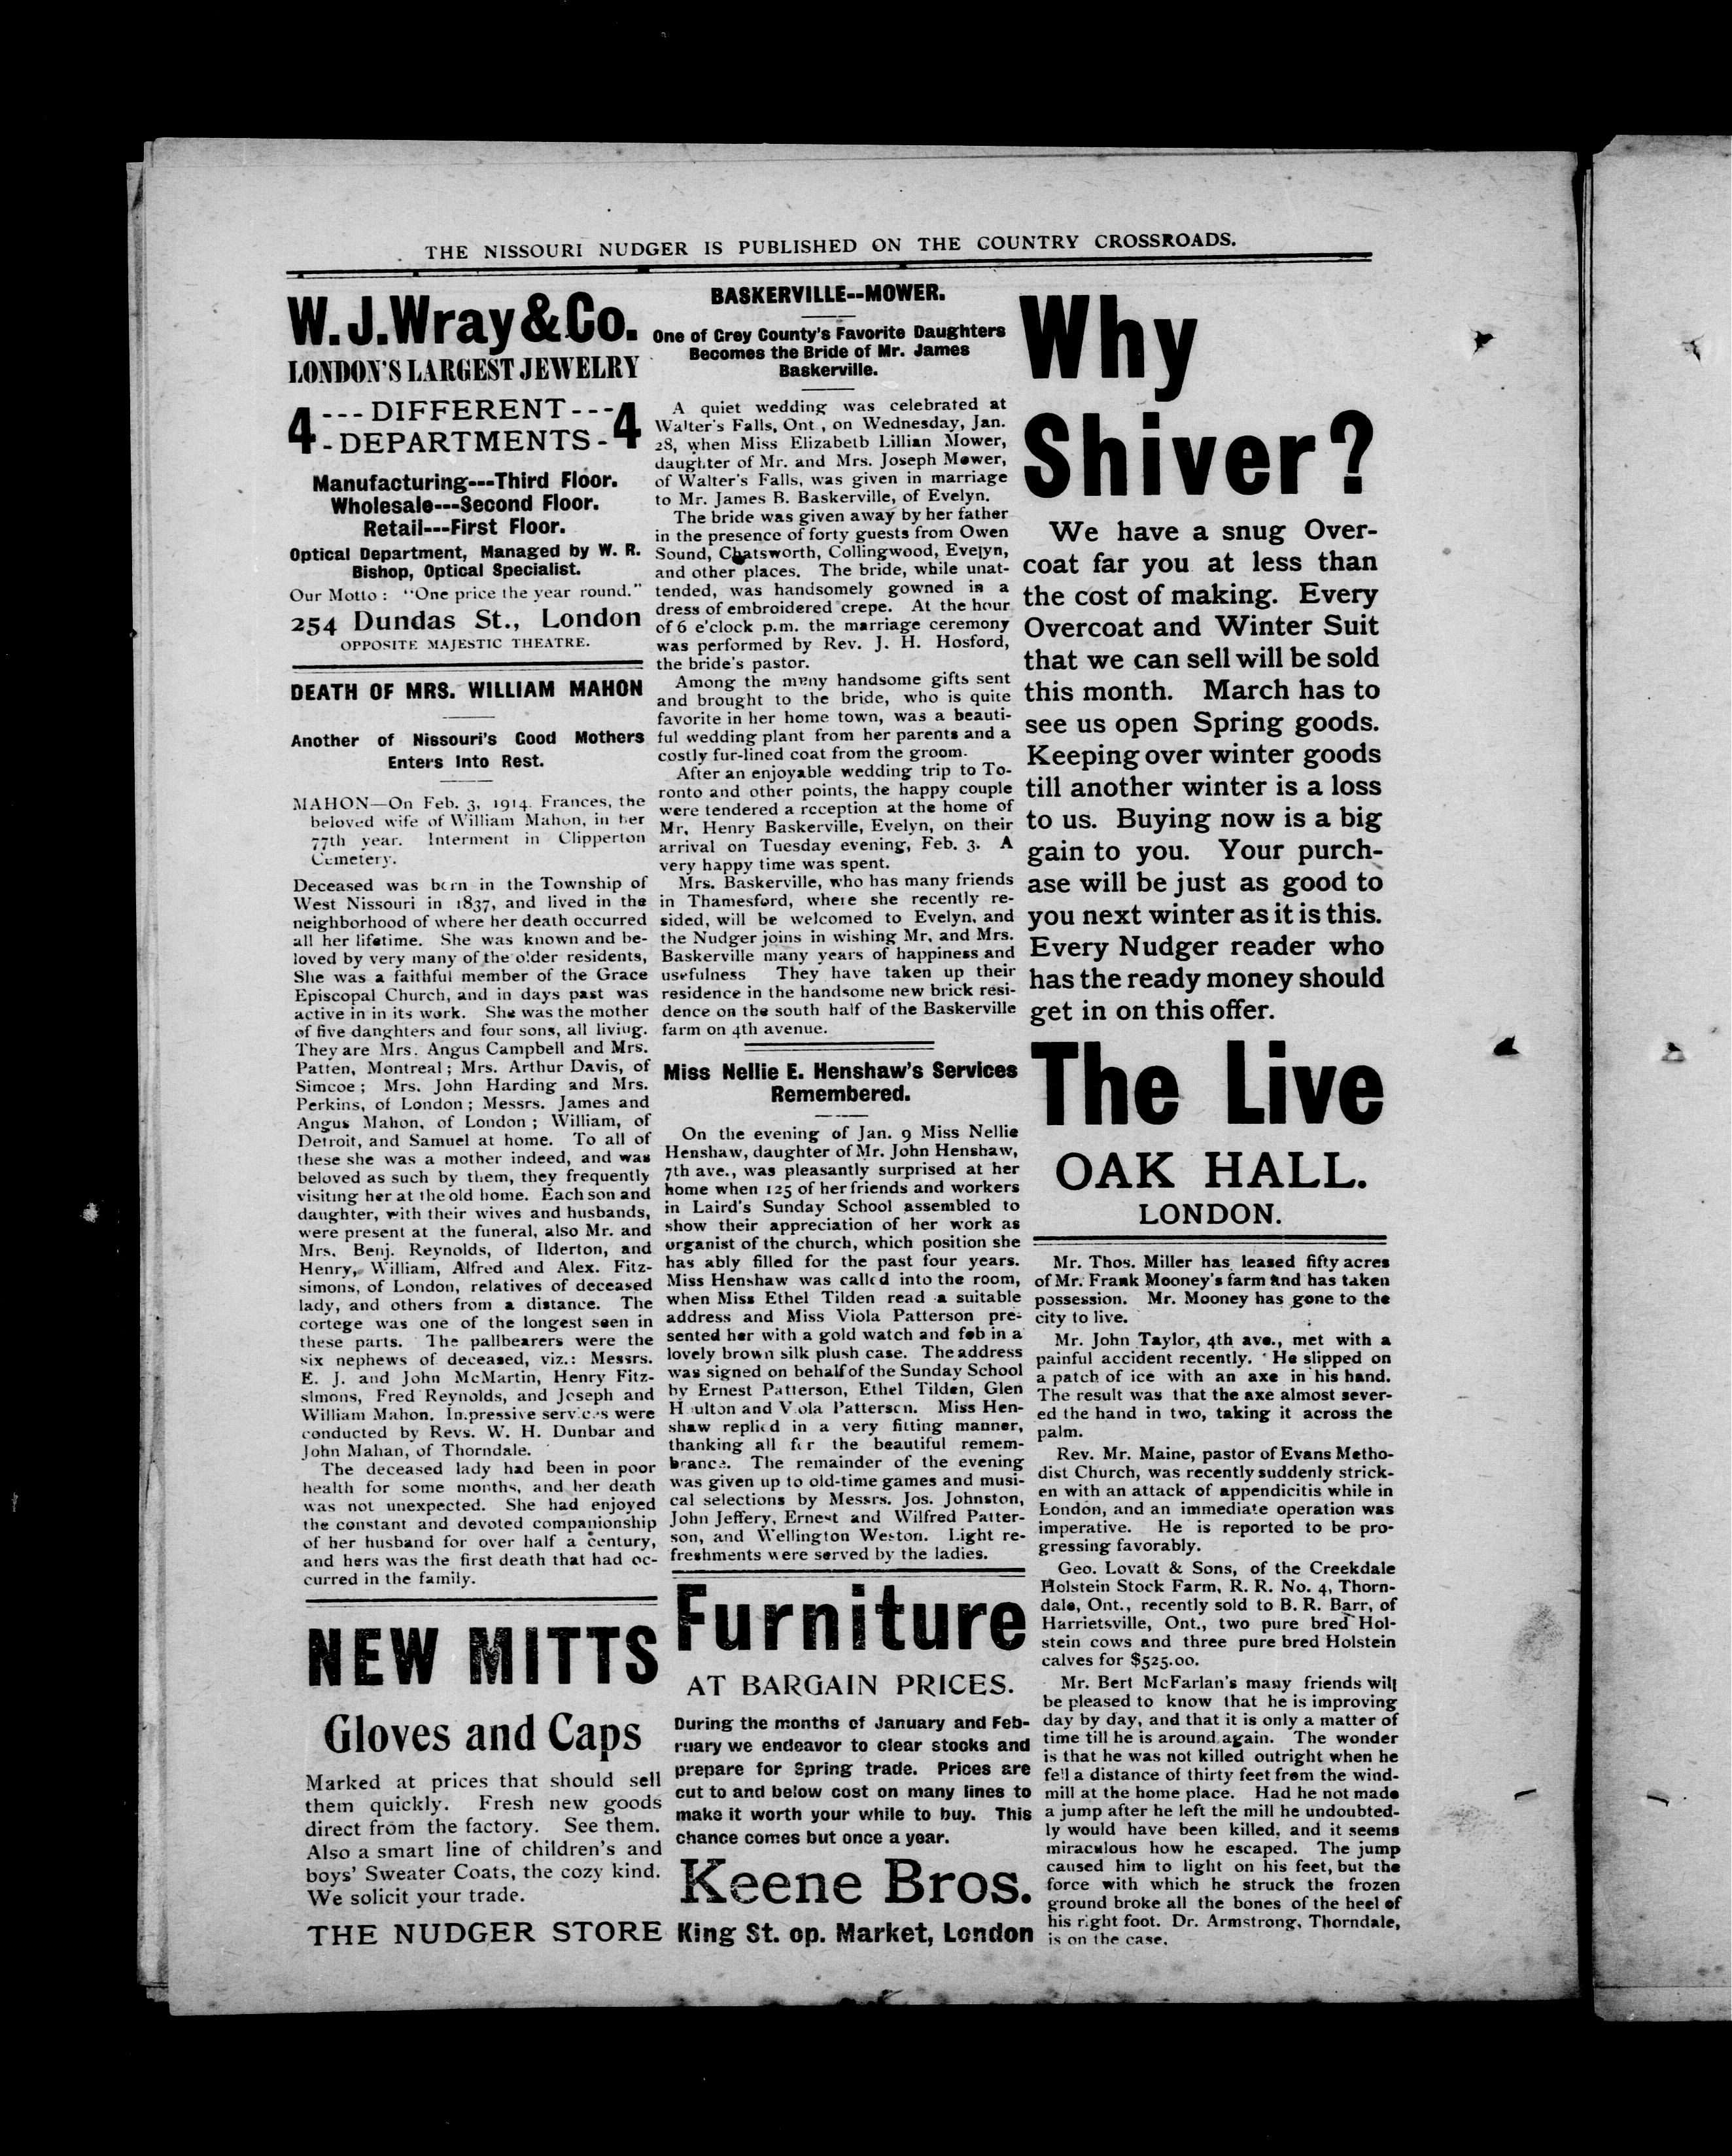 THE NISSOURI NUDGER IS PUBLISHED ON THE COUNTRY CROSSROADS.
W.J.Wray&Co.
LONDON'S LARGEST JEWELRY
4 --- DIFFERENT --- 4
- DEPARTMENTS -
Manufacturing---Third Floor.
Wholesale---Second Floor.
Retail---First Floor.
Optical Department, Managed by W. R.
Bishop, Optical Specialist.
Our Motto: "One price the year round."
254 Dundas St., London
OPPOSITE MAJESTIC THEATRE.
DEATH OF MRS. WILLIAM MAHON
Another of Nissouri's Good Mothers
Enters Into Rest.
MAHON—On Feb. 3, 1914. Frances, the
beloved wife of William Mahon, in her
77th year. Interment in Clipperton
Cemetery.
Deceased was born in the Township of
West Nissouri in 1837, and lived in the
neighborhood of where her death occurred
all her lifetime. She was known and be-
loved by very many of the older residents,
She was a faithful member of the Grace
Episcopal Church, and in days past was
active in in its work. She was the mother
of five danghters and four sons, all living.
They are Mrs. Angus Campbell and Mrs.
Patten, Montreal; Mrs. Arthur Davis, of
Simcoe; Mrs. John Harding and Mrs.
Perkins, of London; Messrs. James and
Angus Mahon, of London; William, of
Detroit, and Samuel at home. To all of
these she was a mother indeed, and was
beloved as such by them, they frequently
visiting her at the old home. Each son and
daughter, with their wives and husbands,
were present at the funeral, also Mr. and
Mrs. Benj. Reynolds, of Ilderton, and
Henry, William, Alfred and Alex. Fitz-
simons, of London, relatives of deceased
lady, and others from a distance. The
cortege was one of the longest seen in
these parts. The pallbearers were the
six nephews of deceased, viz.: Messrs.
E. J. and John McMartin, Henry Fitz-
simons, Fred Reynolds, and Joseph and
William Mahon. Impressive services were
conducted by Revs. W. H. Dunbar and
John Mahan, of Thorndale.
The deceased lady had been in poor
health for some months, and her death
was not unexpected. She had enjoyed
the constant and devoted companionship
of her husband for over half a century,
and hers was the first death that had oc-
curred in the family.
NEW MITTS
Gloves and Caps
Marked at prices that should sell
them quickly. Fresh new goods
direct from the factory. See them.
Also a smart line of children's and
boys' Sweater Coats, the cozy kind.
We solicit your trade.
THE NUDGER STORE
BASKERVILLE--MOWER.
One of Grey County's Favorite Daughters
Becomes the Bride of Mr. James
Baskerville.
A quiet wedding was celebrated at
Walter's Falls, Ont., on Wednesday, Jan.
28, when Miss Elizabetb Lillian Mower,
daughter of Mr. and Mrs. Joseph Mower,
of Walter's Falls, was given in marriage
to Mr. James B. Baskerville, of Evelyn.
The bride was given away by her father
in the presence of forty guests from Owen
Sound, Chatsworth, Collingwood, Evelyn,
and other places. The bride, while unat-
tended, was handsomely gowned in a
dress of embroidered crepe. At the hour
of 6 e'clock p.m. the marriage ceremony
was performed by Rev. J. H. Hosford,
the bride's pastor.
Among the many handsome gifts sent
and brought to the bride, who is quite
favorite in her home town, was a beauti-
ful wedding plant from her parents and a
costly fur-lined coat from the groom.
After an enjoyable wedding trip to To-
ronto and other points, the happy couple
were tendered a reception at the home of
Mr. Henry Baskerville, Evelyn, on their
arrival on Tuesday evening, Feb. 3. A
very happy time was spent.
Mrs. Baskerville, who has many friends
in Thamesford, where she recently re-
sided, will be welcomed to Evelyn, and
the Nudger joins in wishing Mr. and Mrs.
Baskerville many years of happiness and
usefulness They have taken up their
residence in the handsome new brick resi-
dence on the south half of the Baskerville
farm on 4th avenue.
Miss Nellie E. Henshaw's Services
Remembered.
On the evening of Jan. 9 Miss Nellie
Henshaw, daughter of Mr. John Henshaw,
7th ave., was pleasantly surprised at her
home when 125 of her friends and workers
in Laird's Sunday School assembled to
show their appreciation of her work as
organist of the church, which position she
has ably filled for the past four years.
Miss Henshaw was called into the room,
when Miss Ethel Tilden read a suitable
address and Miss Viola Patterson pre-
sented her with a gold watch and fob in a
lovely brown silk plush case. The address
was signed on behalf of the Sunday School
by Ernest Patterson, Ethel Tilden, Glen
Houlton and Viola Patterson. Miss Hen-
shaw replied in a very fitting manner,
thanking all for the beautiful remem-
brance. The remainder of the evening
was given up to old-time games and musi-
cal selections by Messrs. Jos. Johnston,
John Jeffery, Ernest and Wilfred Patter-
son, and Wellington Weston. Light re-
freshments were served by the ladies.
Furniture
AT BARGAIN PRICES.
During the months of January and Feb-
ruary we endeavor to clear stocks and
prepare for Spring trade. Prices are
cut to and below cost on many lines to
make it worth your while to buy. This
chance comes but once a year.
Keene Bros.
King St. op. Market, London
Why
Shiver?
We have a snug Over-
coat far you at less than
the cost of making. Every
Overcoat and Winter Suit
that we can sell will be sold
this month. March has to
see us open Spring goods.
Keeping over winter goods
till another winter is a loss
to us. Buying now is a big
gain to you. Your purch-
ase will be just as good to
you next winter as it is this.
Every Nudger reader who
has the ready money should
get in on this offer.
The Live
OAK HALL.
LONDON.
Mr. Thos. Miller has leased fifty acres
of Mr. Frank Mooney's farm and has taken
possession. Mr. Mooney has gone to the
city to live.
Mr. John Taylor, 4th ave., met with a
painful accident recently. He slipped on
a patch of ice with an axe in his hand.
The result was that the axe almost sever-
ed the hand in two, taking it across the
palm.
Rev. Mr. Maine, pastor of Evans Metho-
dist Church, was recently suddenly strick-
en with an attack of appendicitis while in
London, and an immediate operation was
imperative. He is reported to be pro-
gressing favorably.
Geo. Lovatt & Sons, of the Creekdale
Holstein Stock Farm, R. R. No. 4, Thorn-
dale, Ont., recently sold to B. R. Barr, of
Harrietsville, Ont., two pure bred Hol-
stein cows and three pure bred Holstein
calves for $525.00.
Mr. Bert McFarlan's many friends will
be pleased to know that he is improving
day by day, and that it is only a matter of
time till he is around again. The wonder
is that he was not killed outright when he
fell a distance of thirty feet from the wind-
mill at the home place. Had he not made
a jump after he left the mill he undoubted-
ly would have been killed, and it seems
miraculous how he escaped. The jump
caused him to light on his feet, but the
force with which he struck the frozen
ground broke all the bones of the heel of
his right foot. Dr. Armstrong, Thorndale,
is on the case.